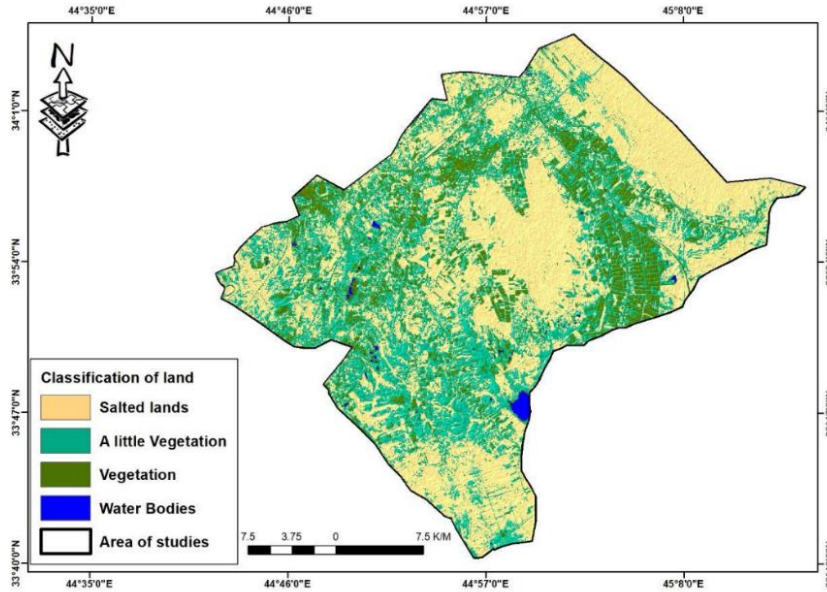 44°35'0"E 44°46'0"E 44°57'0"E 45°8'0"E
N
34°1'0"N
33°54'0"N
33°47'0"N
33°40'0"N
Classification of land
Salted lands
A little Vegetation
Vegetation
Water Bodies
Area of studies
7.5 3.75 0 7.5 K/M
44°35'0"E 44°46'0"E 44°57'0"E 45°8'0"E